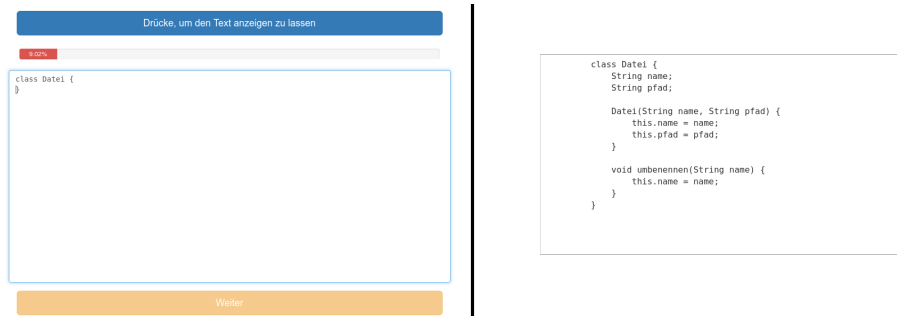 Drücke, um den Text anzeigen zu lassen
9.02%
class Datei {
}
Weiter
class Datei {
    String name;
    String pfad;

    Datei(String name, String pfad) {
        this.name = name;
        this.pfad = pfad;
    }

    void umbenennen(String name) {
        this.name = name;
    }
}